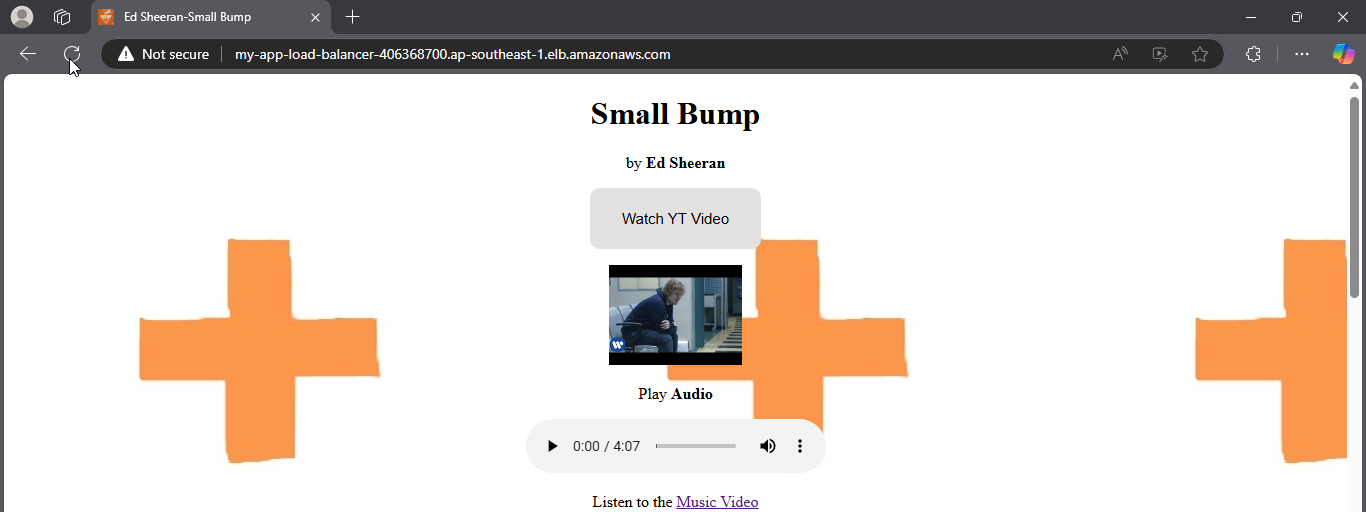 Ed Sheeran-Small Bump
Not secure
my-app-load-balancer-406368700.ap-southeast-1.elb.amazonaws.com
Small Bump
by Ed Sheeran
Watch YT Video
Play Audio
0:00 / 4:07
Listen to the Music Video